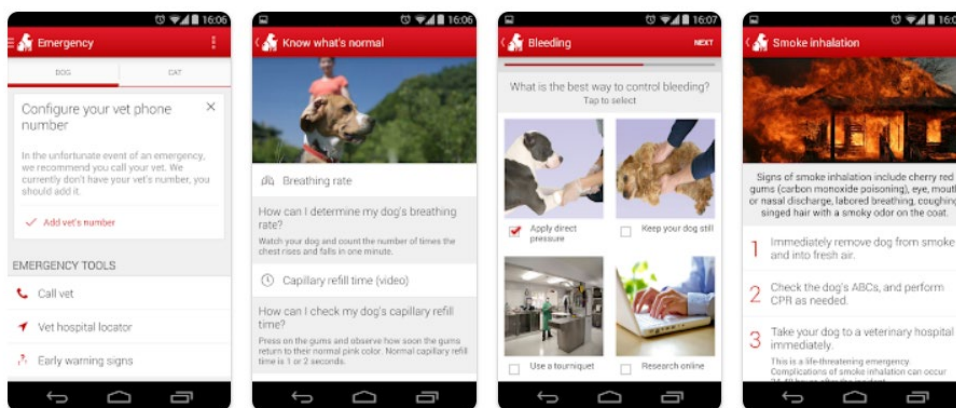 16:06
Emergency
DOG
CAT
Configure your vet phone
number
In the unfortunate event of an emergency,
we recommend you call your vet. We
currently don't have your vet's number, you
should add it.
Add vet's number
EMERGENCY TOOLS
Call vet
Vet hospital locator
Early warning signs
16:06
Know what's normal
Breathing rate
How can I determine my dog's breathing
rate?
Watch your dog and count the number of times the
chest rises and falls in one minute.
Capillary refill time (video)
How can I check my dog's capillary refill
time?
Press on the gums and observe how soon the gums
return to their normal pink color. Normal capillary refill
time is 1 or 2 seconds.
16:07
Bleeding
NEXT
What is the best way to control bleeding?
Tap to select
Apply direct
pressure
Keep your dog still
Use a tourniquet
Research online
Smoke inhalation
Signs of smoke inhalation include cherry red
gums (carbon monoxide poisoning), eye, mouth
or nasal discharge, labored breathing, coughing
singed hair with a smoky odor on the coat.
1 Immediately remove dog from smoke
and into fresh air.
2 Check the dog's ABCs, and perform
CPR as needed.
3 Take your dog to a veterinary hospital
immediately.
This is a life-threatening emergency.
Complications of smoke inhalation can occur